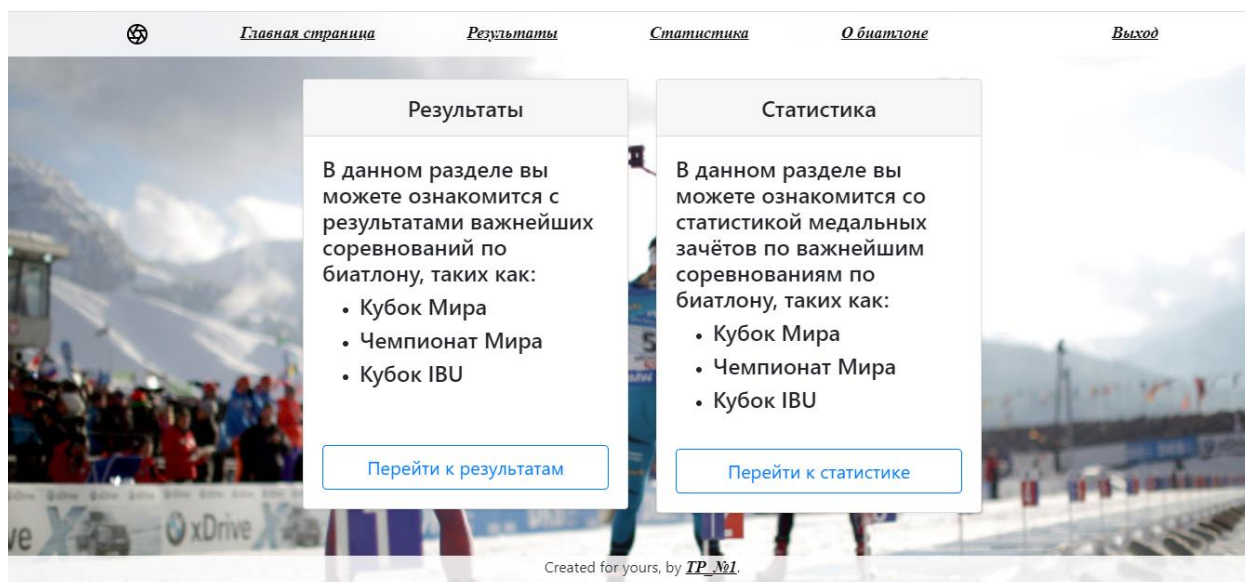 Главная страница Результаты Статистика О биатлоне Выход
Результаты
В данном разделе вы
можете ознакомится с
результатами важнейших
соревнований по
биатлону, таких как:
• Кубок Мира
• Чемпионат Мира
• Кубок IBU
Перейти к результатам
Статистика
В данном разделе вы
можете ознакомится со
статистикой медальных
зачётов по важнейшим
соревнованиям по
биатлону, таких как:
• Кубок Мира
• Чемпионат Мира
• Кубок IBU
Перейти к статистике
xDrive
Created for yours, by TP_№1.